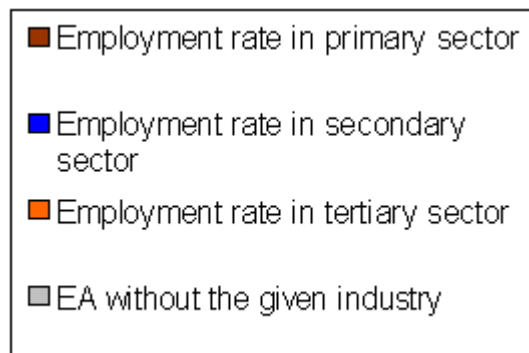 Employment rate in primary sector
Employment rate in secondary
sector
Employment rate in tertiary sector
EA without the given industry